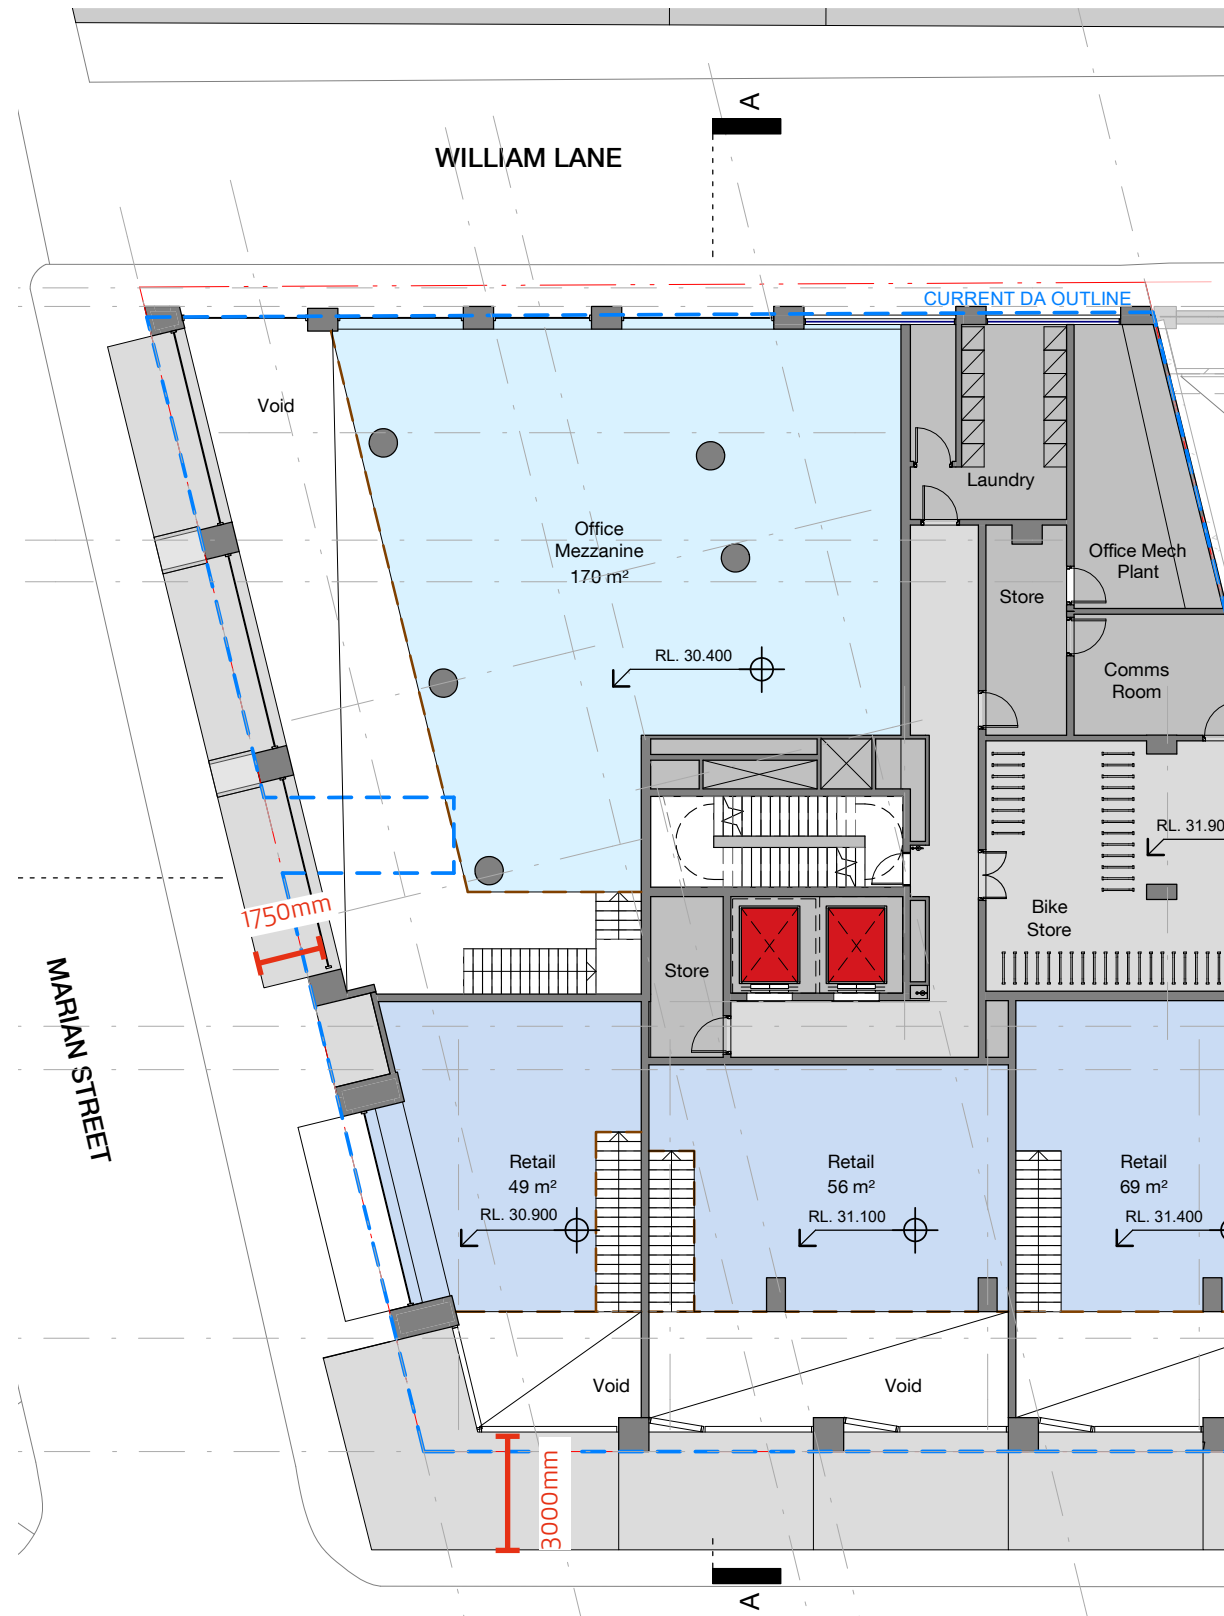 A
WILLIAM LANE
CURRENT DA OUTLINE
Void
Laundry
Office
Mezzanine
170 m²
Office Mech
Plant
Store
RL. 30.400
Comms
Room
RL. 31.90
1750mm
Bike
Store
Store
MARIAN STREET
Retail
49 m²
RL. 30.900
Retail
56 m²
RL. 31.100
Retail
69 m²
RL. 31.400
Void
Void
3000mm
A